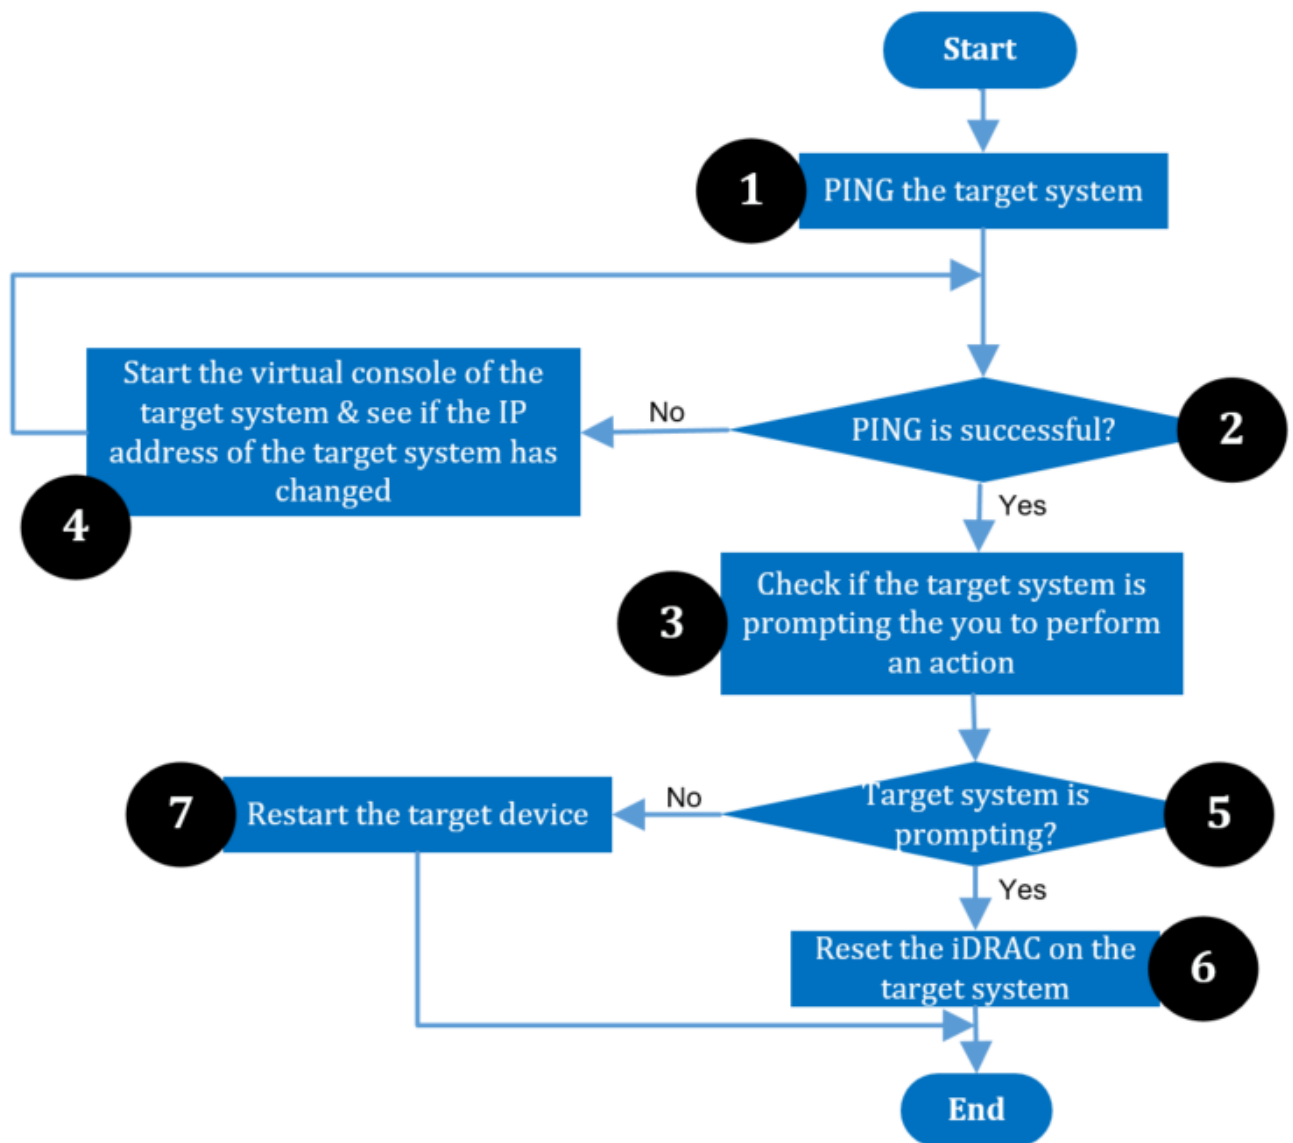 Start
1
PING the target system
Start the virtual console of the
target system & see if the IP
address of the target system has
changed
4
No
PING is successful?
2
Yes
3
Check if the target system is
prompting the you to perform
an action
7
Restart the target device
No
Target system is
prompting?
5
Yes
Reset the iDRAC on the
target system
6
End